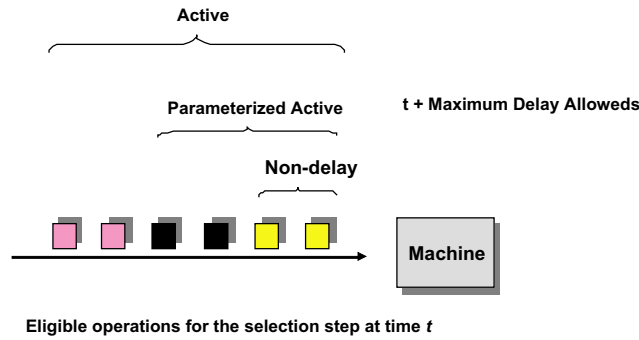 Active
Parameterized Active
t + Maximum Delay Alloweds
Non-delay
Machine
Eligible operations for the selection step at time t